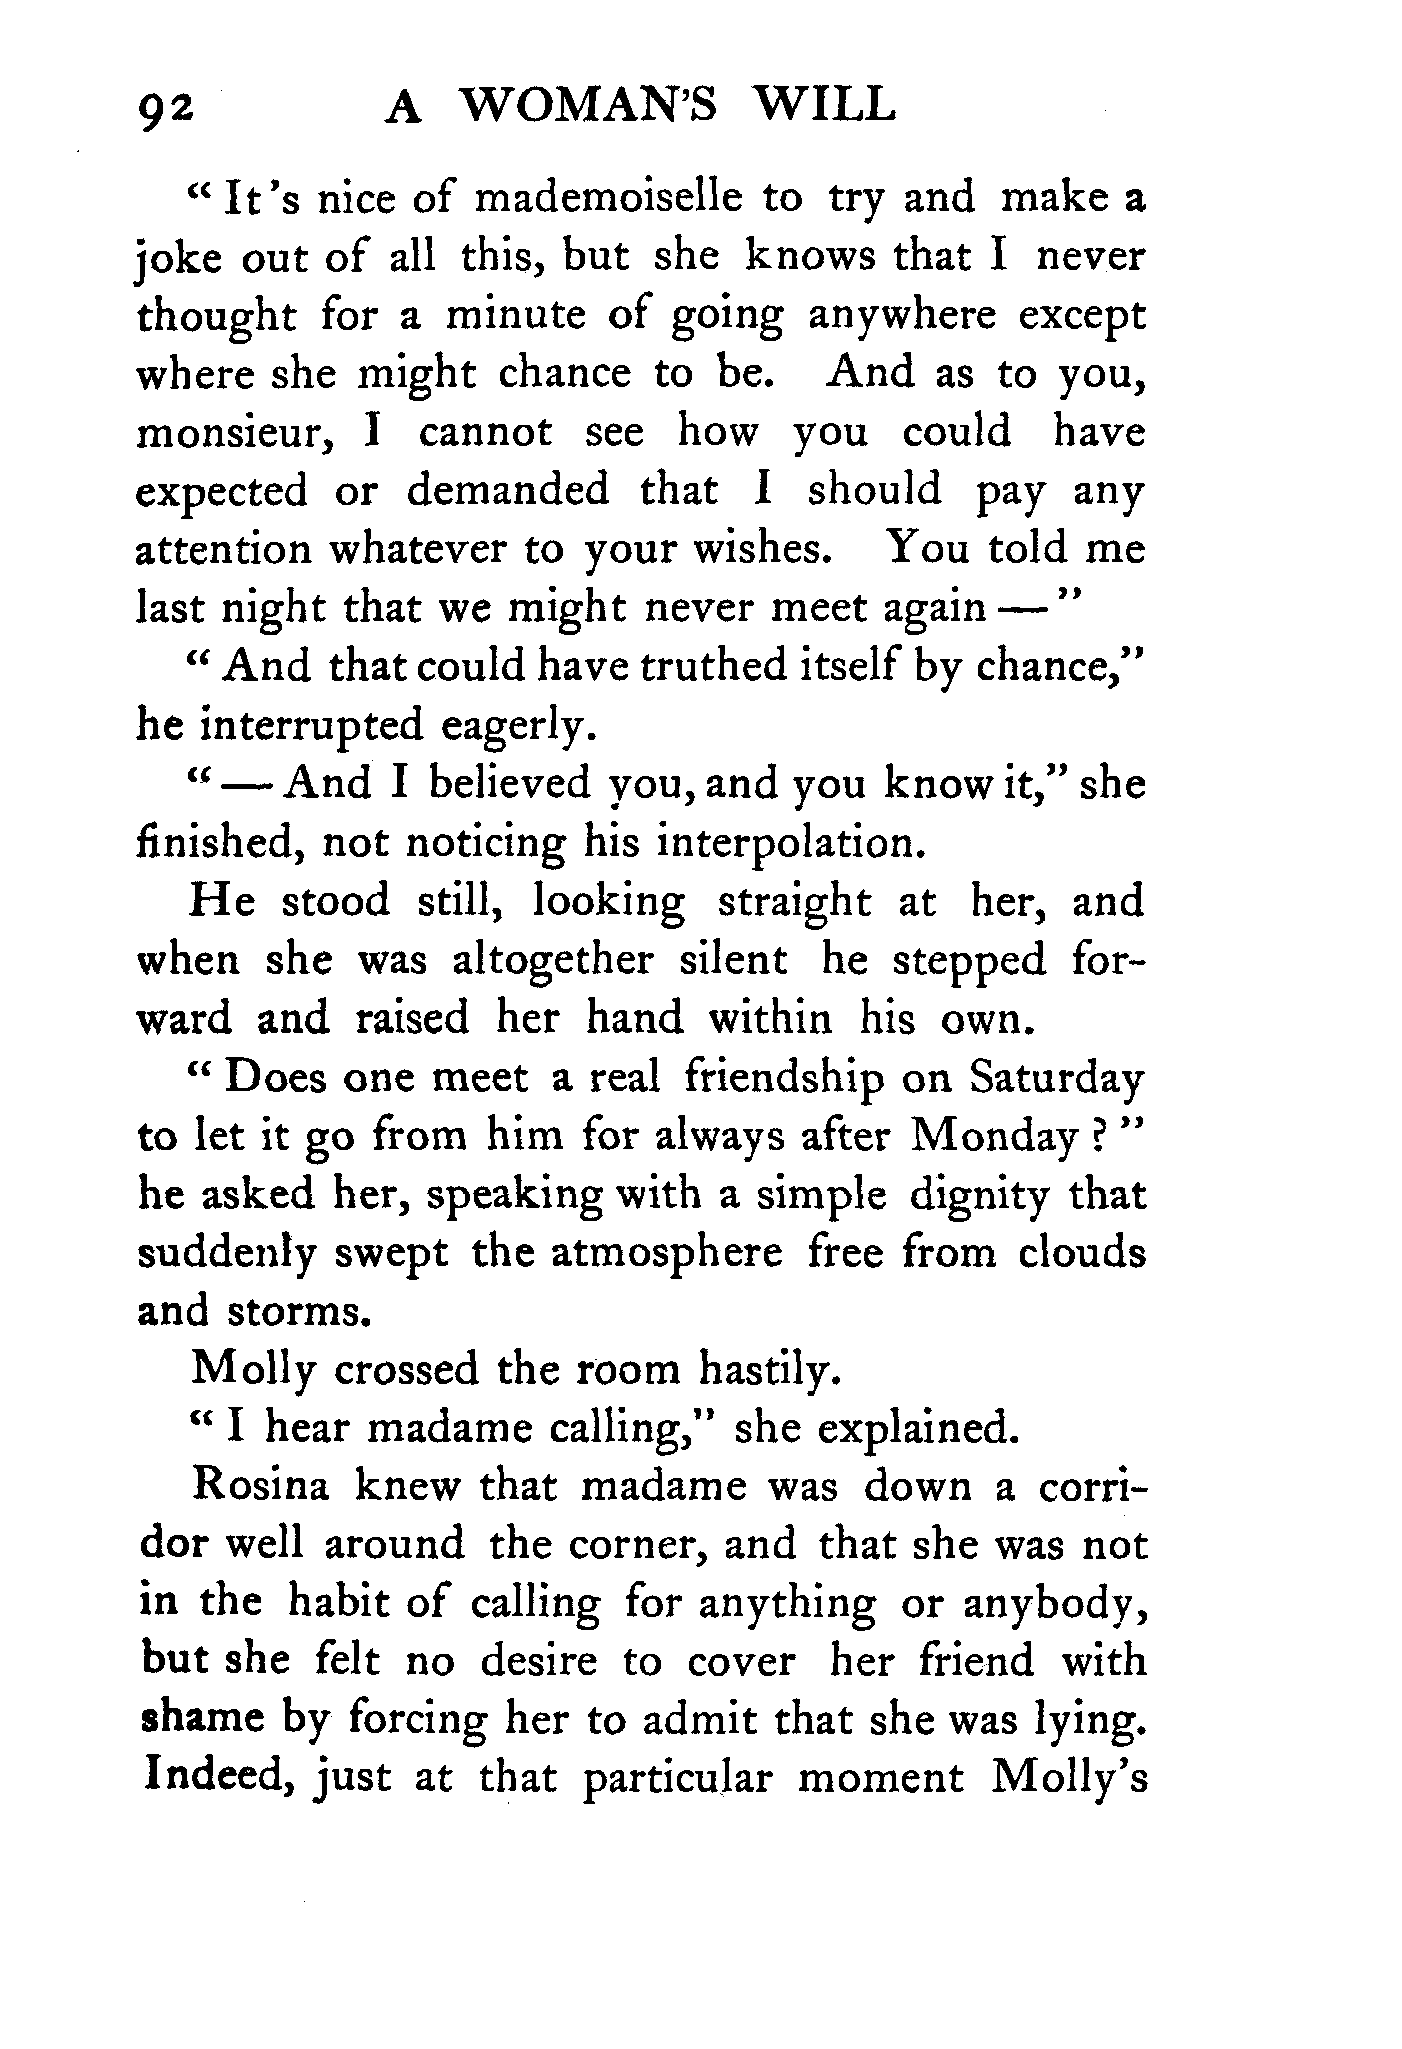 92 A WOMAN'S WILL
“ It's nice of mademoiselle to try and make a
joke out of all this, but she knows that I never
thought for a minute of going anywhere except
where she might chance to be. And as to you,
monsieur, I cannot see how you could have
expected or demanded that I should pay any
attention whatever to your wishes. You told me
last night that we might never meet again — ”
“ And that could have truthed itself by chance,”
he interrupted eagerly.
“ — And I believed you, and you know it,” she
finished, not noticing his interpolation.
He stood still, looking straight at her, and
when she was altogether silent he stepped for-
ward and raised her hand within his own.
“ Does one meet a real friendship on Saturday
to let it go from him for always after Monday ? ”
he asked her, speaking with a simple dignity that
suddenly swept the atmosphere free from clouds
and storms.
Molly crossed the room hastily.
“ I hear madame calling,” she explained.
Rosina knew that madame was down a corri-
dor well around the corner, and that she was not
in the habit of calling for anything or anybody,
but she felt no desire to cover her friend with
shame by forcing her to admit that she was lying.
Indeed, just at that particular moment Molly's